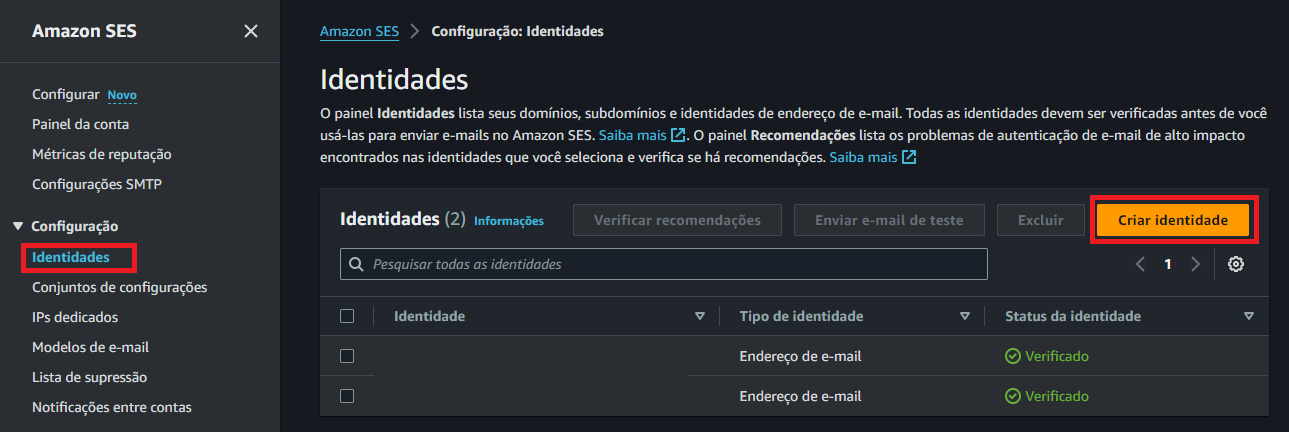 Amazon SES
Configurar Novo
Painel da conta
Métricas de reputação
Configurações SMTP
Configuração
Identidades
Conjuntos de configurações
IPs dedicados
Modelos de e-mail
Lista de supressão
Notificações entre contas
Amazon SES > Configuração: Identidades
Identidades
O painel Identidades lista seus domínios, subdomínios e identidades de endereço de e-mail. Todas as identidades devem ser verificadas antes de você
usá-las para enviar e-mails no Amazon SES. Saiba mais. O painel Recomendações lista os problemas de autenticação de e-mail de alto impacto
encontrados nas identidades que você seleciona e verifica se há recomendações. Saiba mais
Identidades (2) Informações Verificar recomendações Enviar e-mail de teste Excluir Criar identidade
Pesquisar todas as identidades < 1 >
Identidade Tipo de identidade Status da identidade
Endereço de e-mail Verificado
Endereço de e-mail Verificado